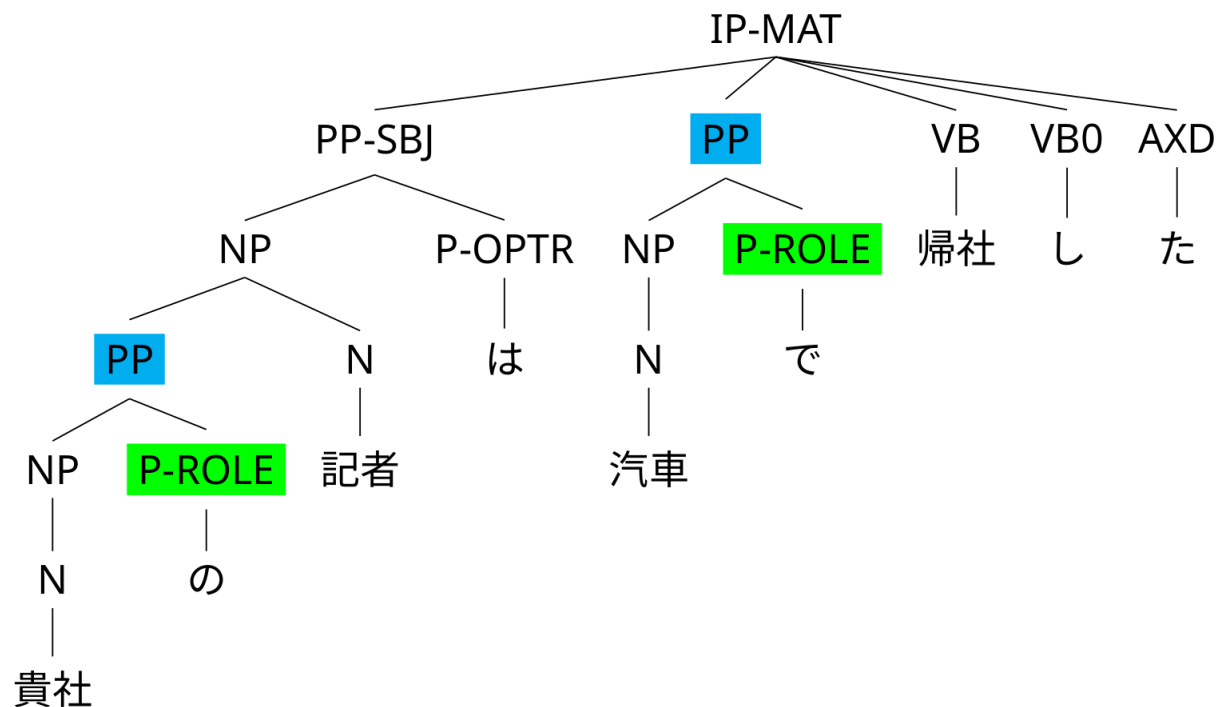 IP-MAT
PP-SBJ PP VB VB0 AXD
NP P-OPTR NP P-ROLE 帰社 し た
PP N は N で
NP P-ROLE 記者 汽車
N の
貴社